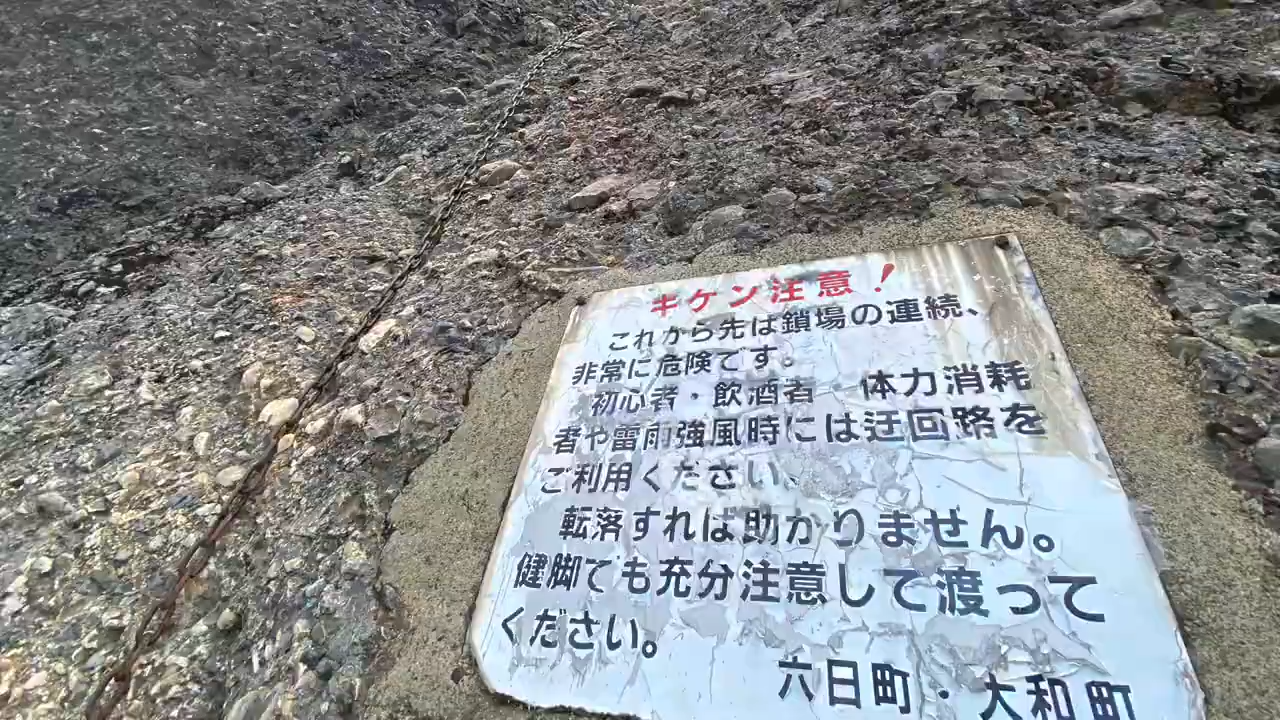 キケン注意！
これから先は鎖場の連続、
非常に危険です。
初心者・飲酒者・体力消耗
者や雷雨強風時には迂回路を
ご利用ください、
転落すれば助かりません。
健脚でも充分注意して渡って
ください。
六日町・大和町